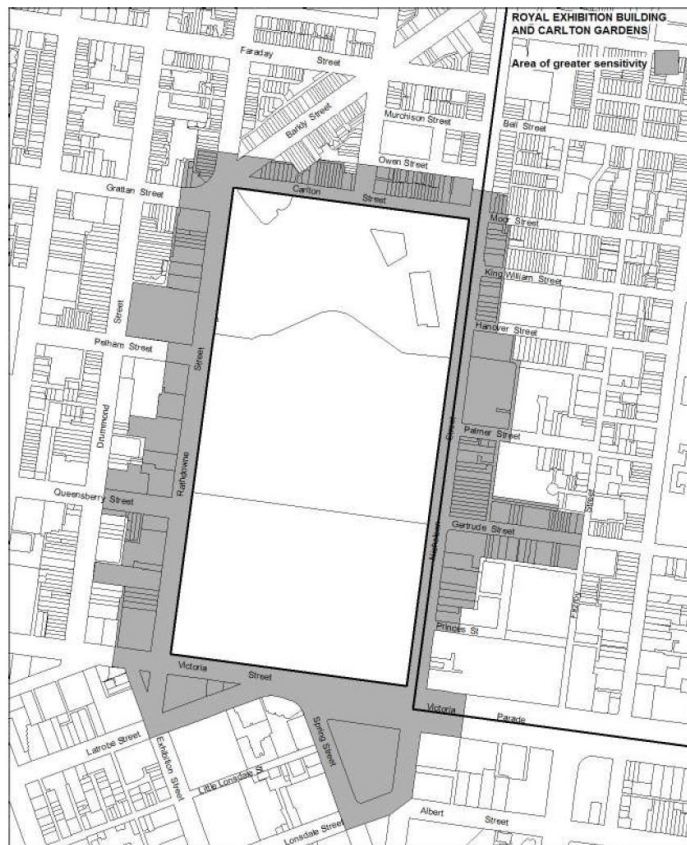 ROYAL EXHIBITION BUILDING
AND CARLTON GARDENS
Faraday
Street
Area of greater sensitivity
Barkly Street
Murchison Street
Bell Street
Owen Street
Grattan Street
Carlton
Street
Moor Street
King William Street
Street
Hanover Street
Pelham Street
Street
Drummond
Street
Palmer Street
Rathdowne
Queensberry Street
Street
Gertrude Street
Nicholson
Fitzroy
Princes St
Victoria
Street
Victoria
Parade
Spring Street
Latrobe Street
Exhibition Street
Little Lonsdale St
Albert
Street
Lonsdale Street